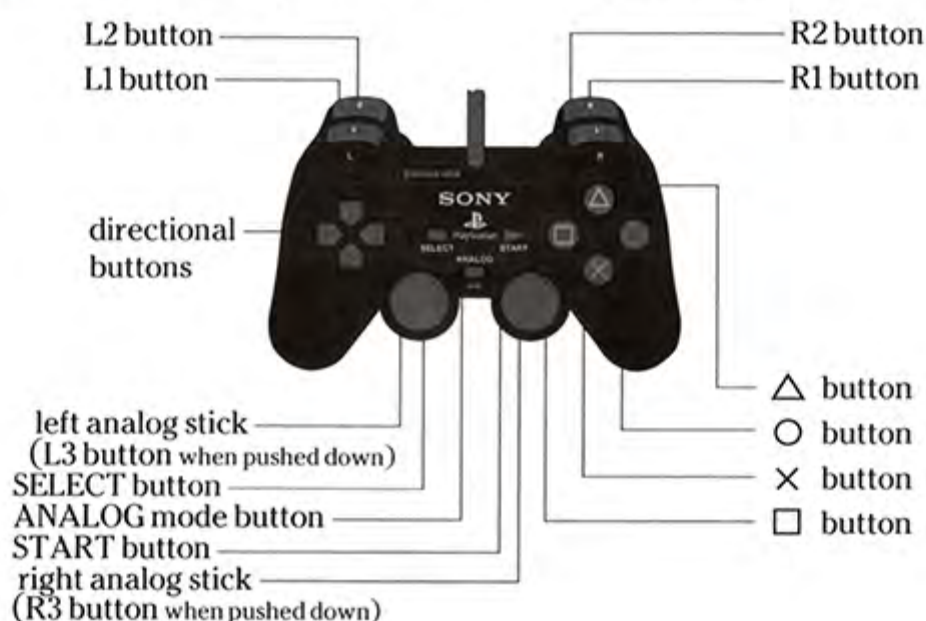 L2 button
R2 button
L1 button
R1 button
SONY
PlayStation
SELECT
START
ANALOG
L
R
directional
buttons
△ button
○ button
× button
□ button
left analog stick
(L3 button when pushed down)
SELECT button
ANALOG mode button
START button
right analog stick
(R3 button when pushed down)